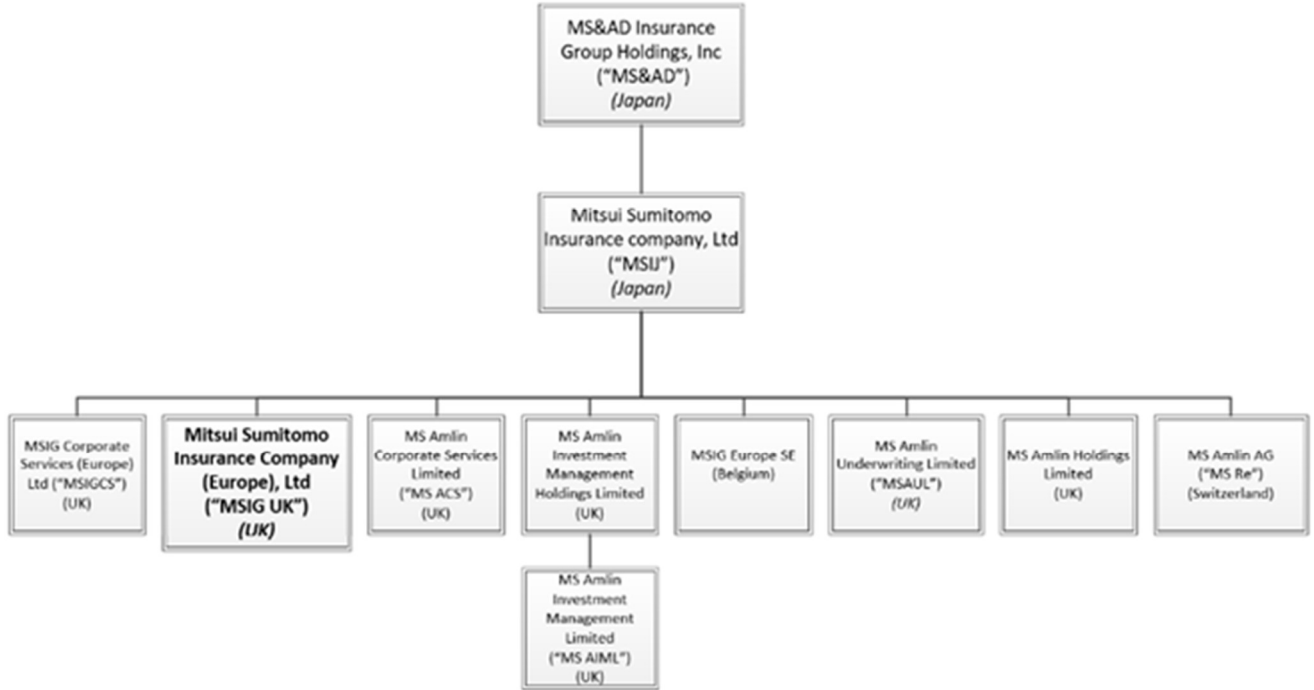 MS&AD Insurance
Group Holdings, Inc
(“MS&AD”)
(Japan)
Mitsui Sumitomo
Insurance company, Ltd
(“MSIJ”)
(Japan)
MSIG Corporate
Services (Europe)
Ltd (“MSIGCS”)
(UK)
Mitsui Sumitomo
Insurance Company
(Europe), Ltd
(“MSIG UK”)
(UK)
MS Amlin
Corporate Services
Limited
(“MS ACS”)
(UK)
MS Amlin
Investment
Management
Holdings Limited
(UK)
MSIG Europe SE
(Belgium)
MS Amlin
Underwriting Limited
(“MSAUL”)
(UK)
MS Amlin Holdings
Limited
(UK)
MS Amlin AG
(“MS Re”)
(Switzerland)
MS Amlin
Investment
Management
Limited
(“MS AIML”)
(UK)